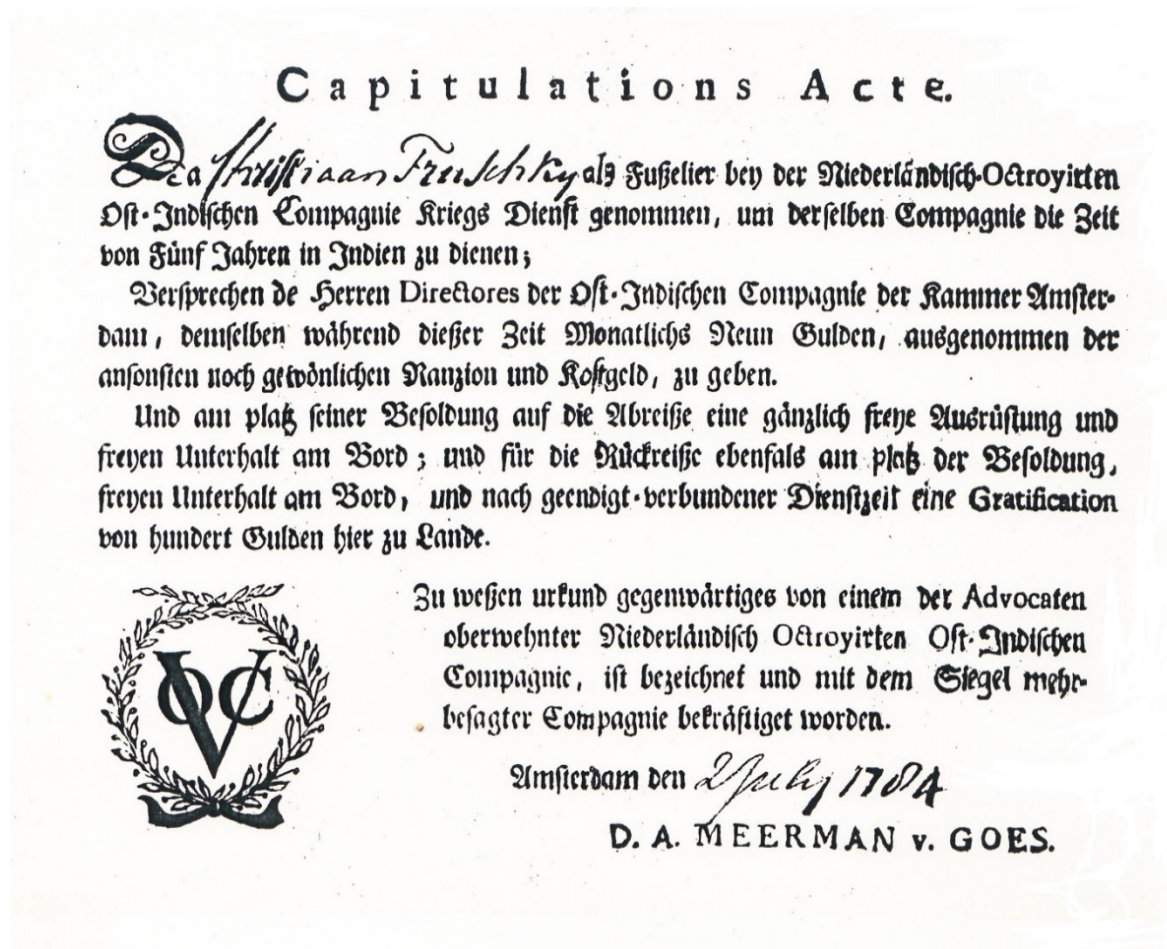 Capitulations Acte.
Da Christiaan Fruschky als Fußelier bey der Niederländisch-Octroyirten
Ost-Indischen Compagnie Kriegs Dienst genommen, um derselben Compagnie die Zeit
von Fünf Jahren in Indien zu dienen;
Versprechen de Herren Directores der Ost-Indischen Compagnie der Kammer Amster-
dam, demselben während dießer Zeit Monatlichs Neun Gulden, ausgenommen der
ansonsten noch gewönlichen Ranzion und Kostgeld, zu geben.
Und am platz seiner Besoldung auf die Abreiße eine gänzlich freye Ausrüstung und
freyen Unterhalt am Bord; und für die Rückreiße ebenfals am platz der Besoldung,
freyen Unterhalt am Bord, und nach geendigt-verbundener Dienstzeit eine Gratification
von hundert Gulden hier zu Lande.
Zu weßen urkund gegenwärtiges von einem der Advocaten
oberwehnter Niederländisch Octroyirten Ost-Indischen
Compagnie, ist bezeichnet und mit dem Siegel mehr-
besagter Compagnie bekräftiget worden.
VOC
Amsterdam den 2 July 1784
D. A. MEERMAN v. GOES.